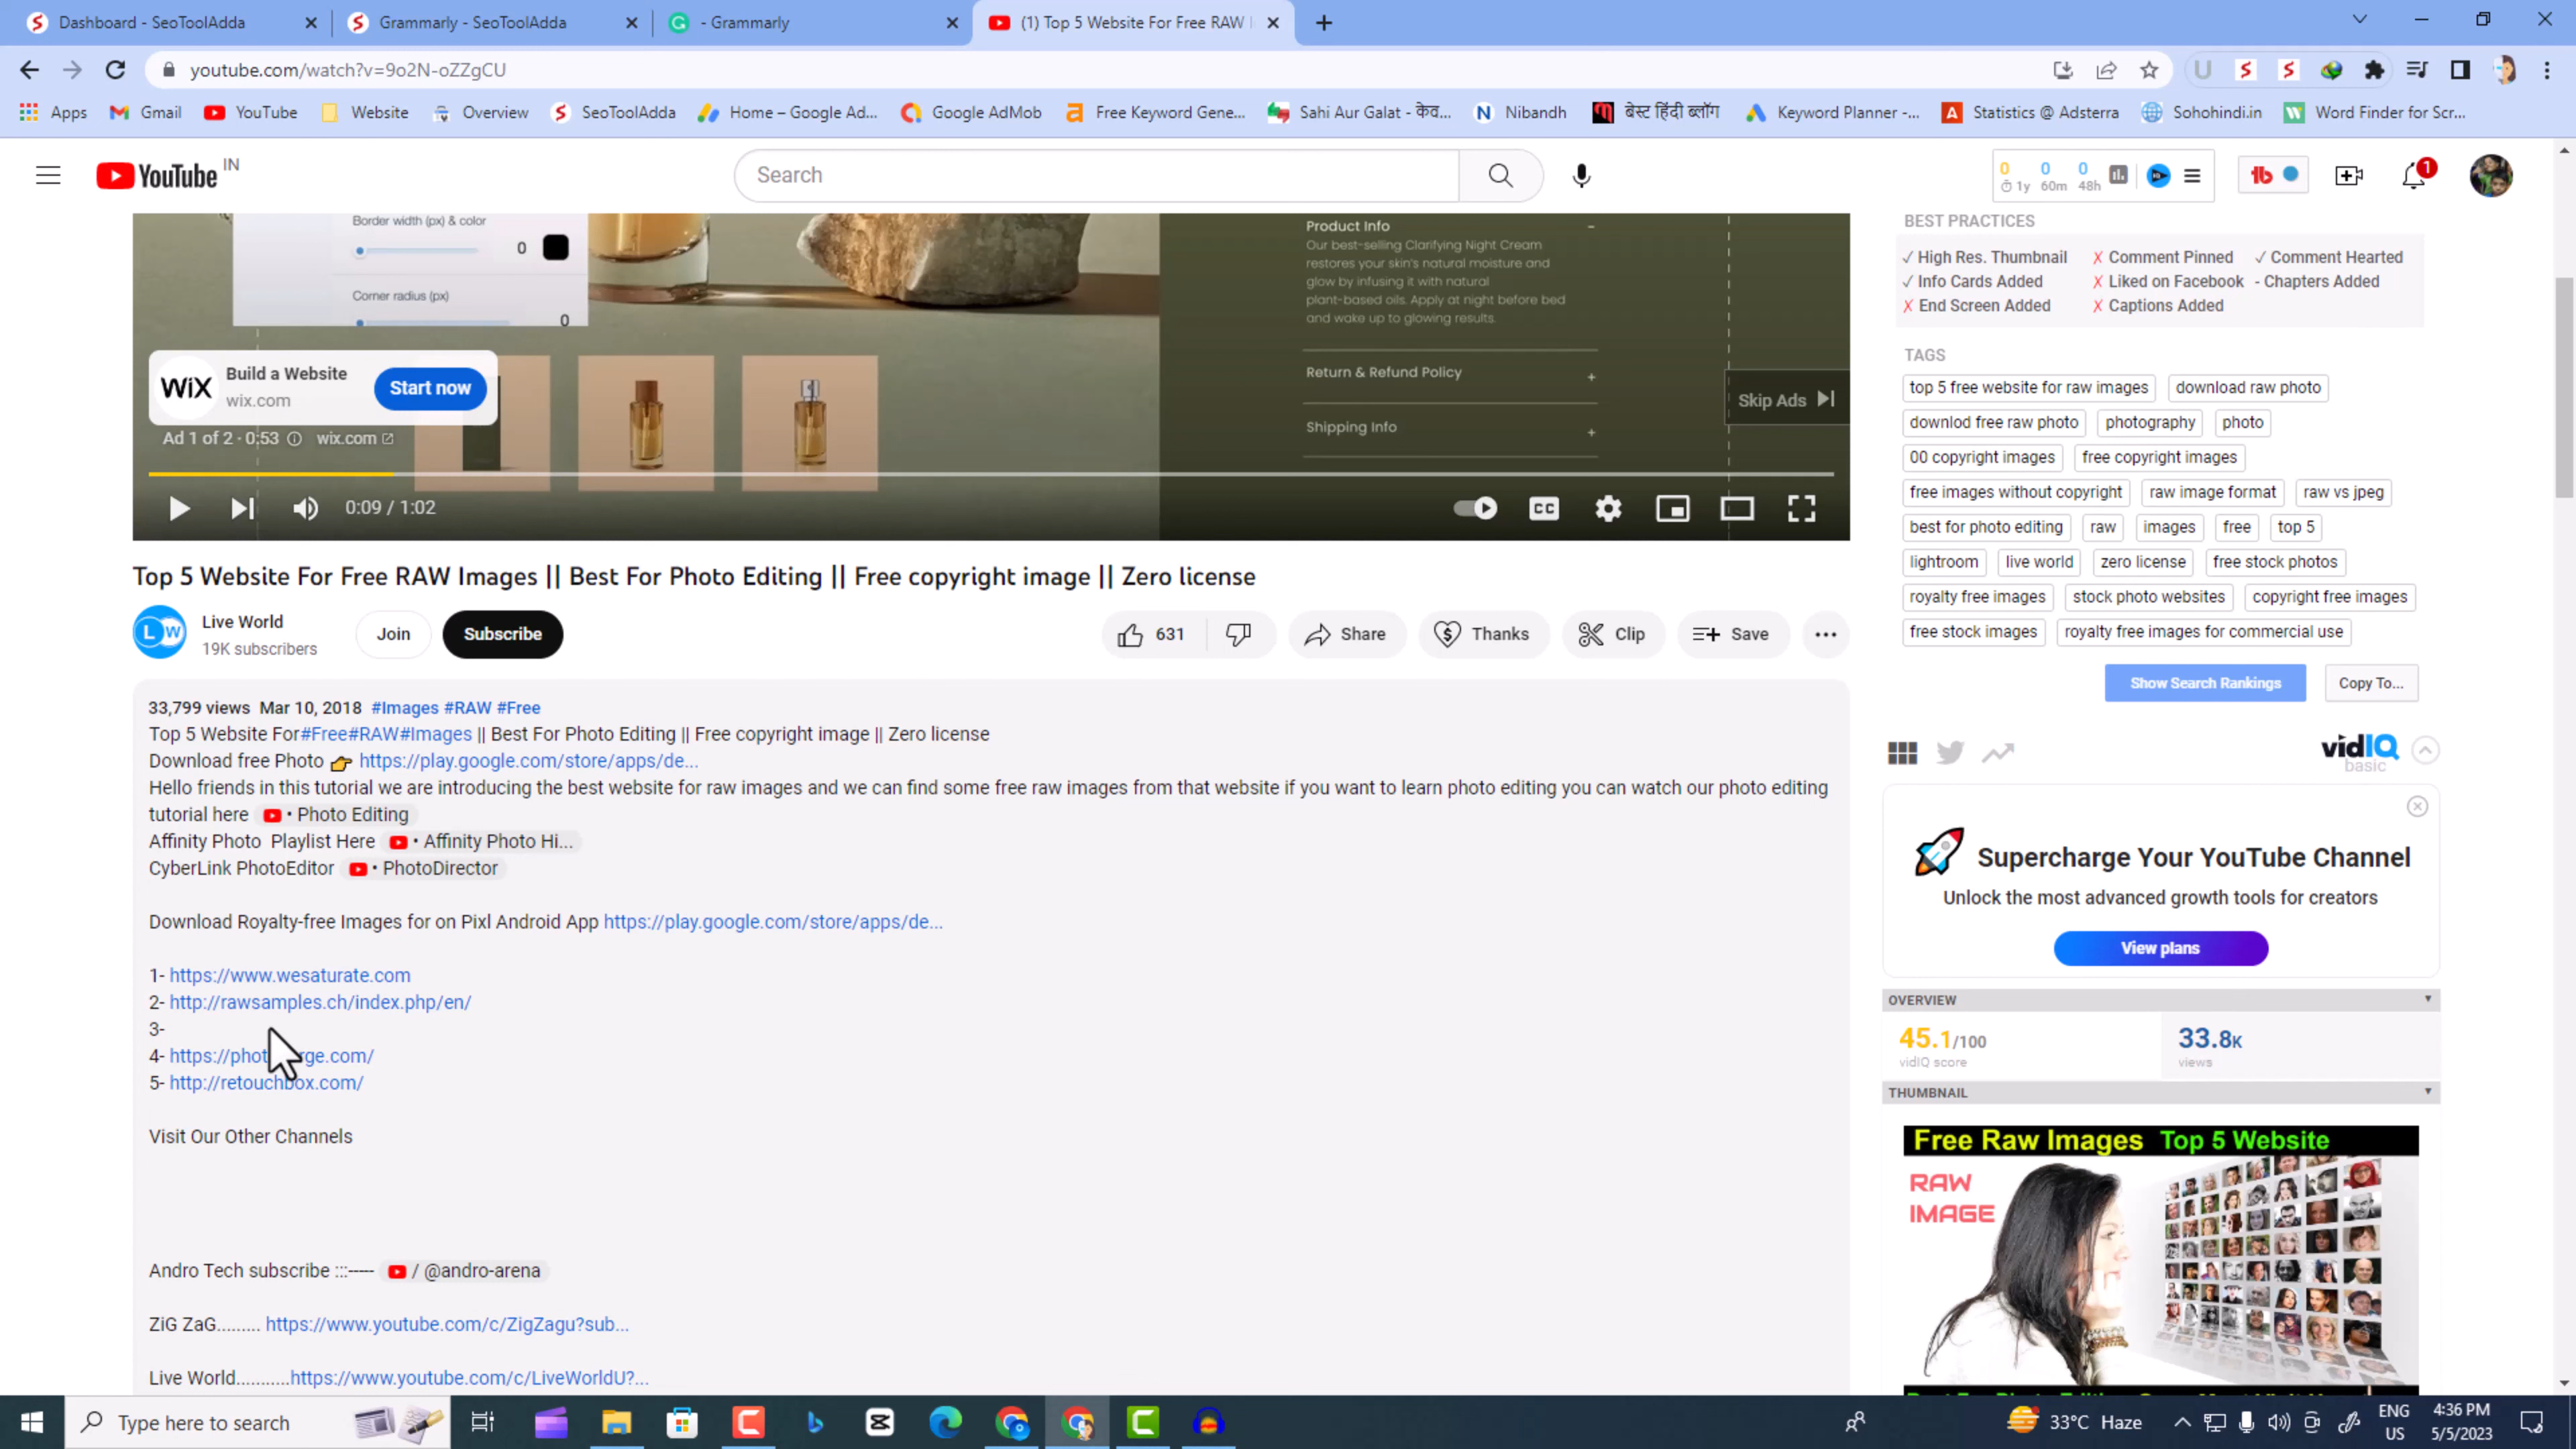 Dashboard - SeoToolAdda
Grammarly - SeoToolAdda
- Grammarly
(1) Top 5 Website For Free RAW I
youtube.com/watch?v=9o2N-oZZgCU
Apps
Gmail
YouTube
Website
Overview
SeoToolAdda
Home – Google Ad...
Google AdMob
Free Keyword Gene...
Sahi Aur Galat - केव...
Nibandh
बेस्ट हिंदी ब्लॉग
Keyword Planner -...
Statistics @ Adsterra
Sohohindi.in
Word Finder for Scr...
YouTube IN
Search
0 0 0
1y 60m 48h
1
Border width (px) & color
0
Corner radius (px)
0
Product Info
Our best-selling Clarifying Night Cream
restores your skin's natural moisture and
glow by infusing it with natural
plant-based oils. Apply at night before bed
and wake up to glowing results.
Return & Refund Policy
Shipping Info
WiX
Build a Website
wix.com
Start now
Ad 1 of 2 · 0:53 wix.com
Skip Ads
0:09 / 1:02
CC
Top 5 Website For Free RAW Images || Best For Photo Editing || Free copyright image || Zero license
LW
Live World
19K subscribers
Join
Subscribe
631
Share
Thanks
Clip
Save
33,799 views Mar 10, 2018 #Images #RAW #Free
Top 5 Website For#Free#RAW#Images || Best For Photo Editing || Free copyright image || Zero license
Download free Photo 👉 https://play.google.com/store/apps/de...
Hello friends in this tutorial we are introducing the best website for raw images and we can find some free raw images from that website if you want to learn photo editing you can watch our photo editing
tutorial here • Photo Editing
Affinity Photo Playlist Here • Affinity Photo Hi...
CyberLink PhotoEditor • PhotoDirector
Download Royalty-free Images for on Pixl Android App https://play.google.com/store/apps/de...
1- https://www.wesaturate.com
2- http://rawsamples.ch/index.php/en/
3-
4-
5- http://retouchbox.com/
Visit Our Other Channels
Andro Tech subscribe :::----- / @andro-arena
ZiG ZaG......... https://www.youtube.com/c/ZigZagu?sub...
Live World...........https://www.youtube.com/c/LiveWorldU?...
BEST PRACTICES
✓ High Res. Thumbnail ✗ Comment Pinned ✓ Comment Hearted
✓ Info Cards Added ✗ Liked on Facebook - Chapters Added
✗ End Screen Added ✗ Captions Added
TAGS
top 5 free website for raw images
download raw photo
downlod free raw photo
photography
photo
00 copyright images
free copyright images
free images without copyright
raw image format
raw vs jpeg
best for photo editing
raw
images
free
top 5
lightroom
live world
zero license
free stock photos
royalty free images
stock photo websites
copyright free images
free stock images
royalty free images for commercial use
Show Search Rankings
Copy To...
vidIQ
basic
Supercharge Your YouTube Channel
Unlock the most advanced growth tools for creators
View plans
OVERVIEW
45.1/100
vidIQ score
33.8K
views
THUMBNAIL
Free Raw Images Top 5 Website
RAW
IMAGE
Type here to search
33°C Haze
ENG
US
4:36 PM
5/5/2023